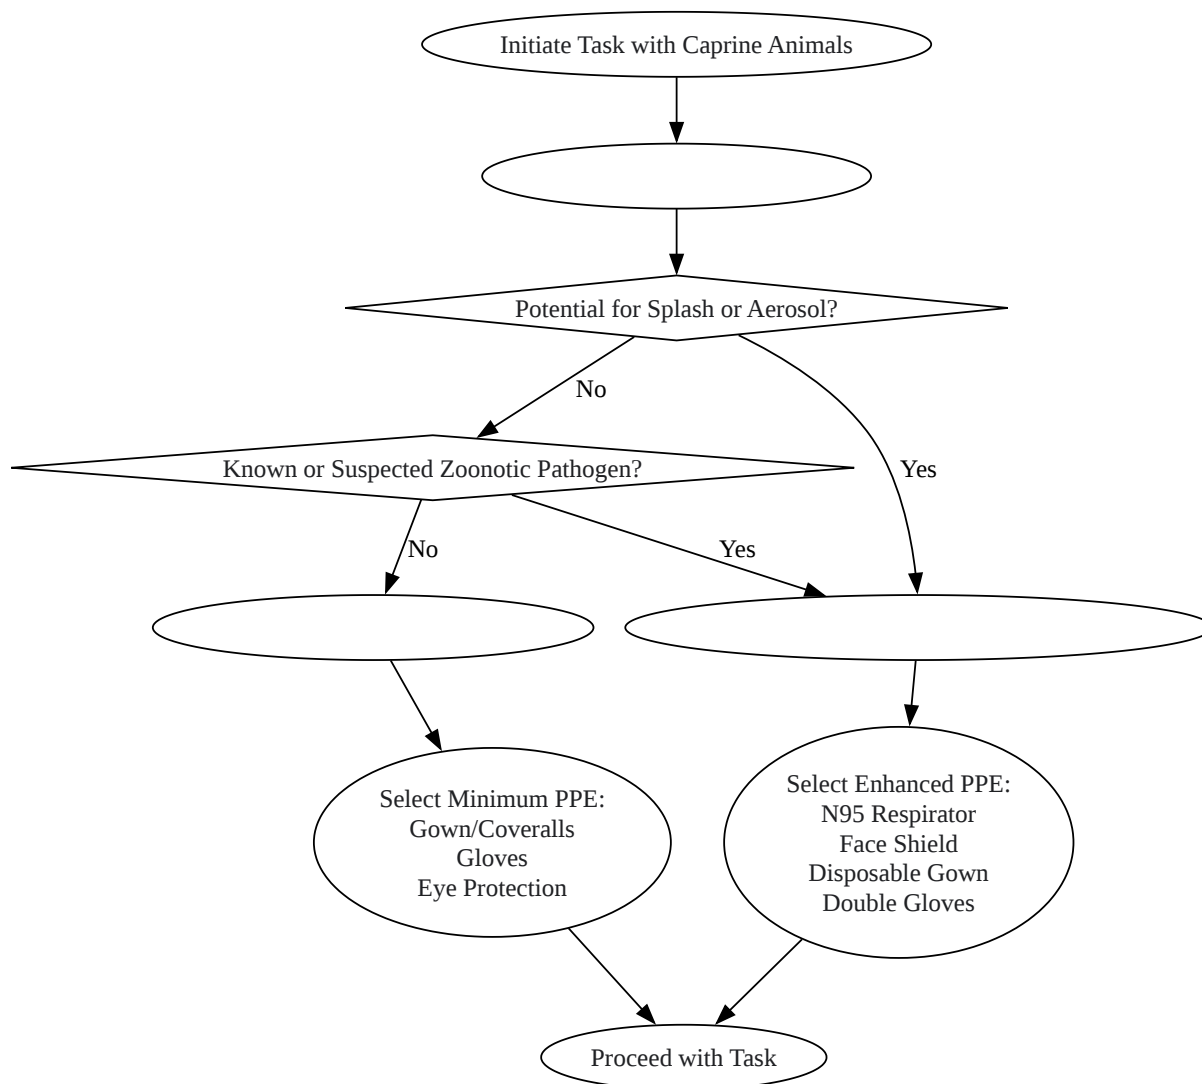 Initiate Task with Caprine Animals
Potential for Splash or Aerosol?
No
Yes
Known or Suspected Zoonotic Pathogen?
No
Yes
Select Minimum PPE:
Gown/Coveralls
Gloves
Eye Protection
Select Enhanced PPE:
N95 Respirator
Face Shield
Disposable Gown
Double Gloves
Proceed with Task